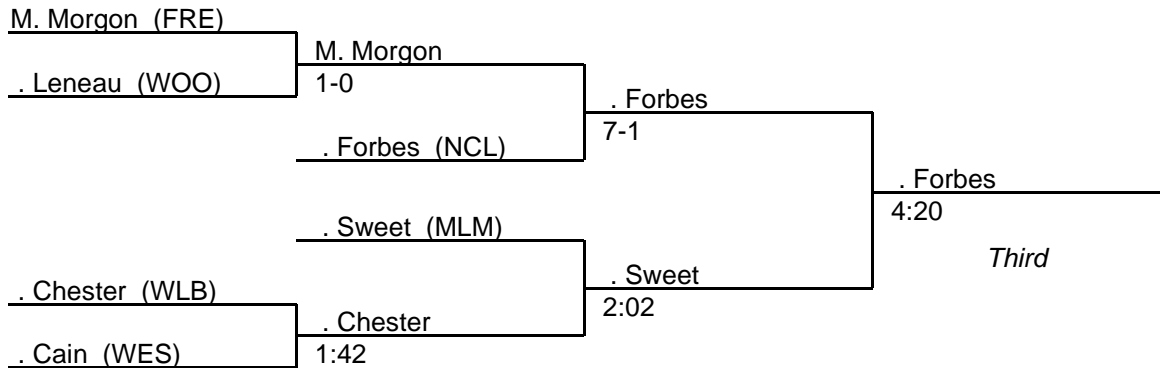 M. Morgon (FRE)
M. Morgon
. Leneau (WOO)
1-0
. Forbes
7-1
. Forbes (NCL)
. Forbes
4:20
. Sweet (MLM)
Third
. Sweet
. Chester (WLB)
2:02
. Chester
. Cain (WES)
1:42